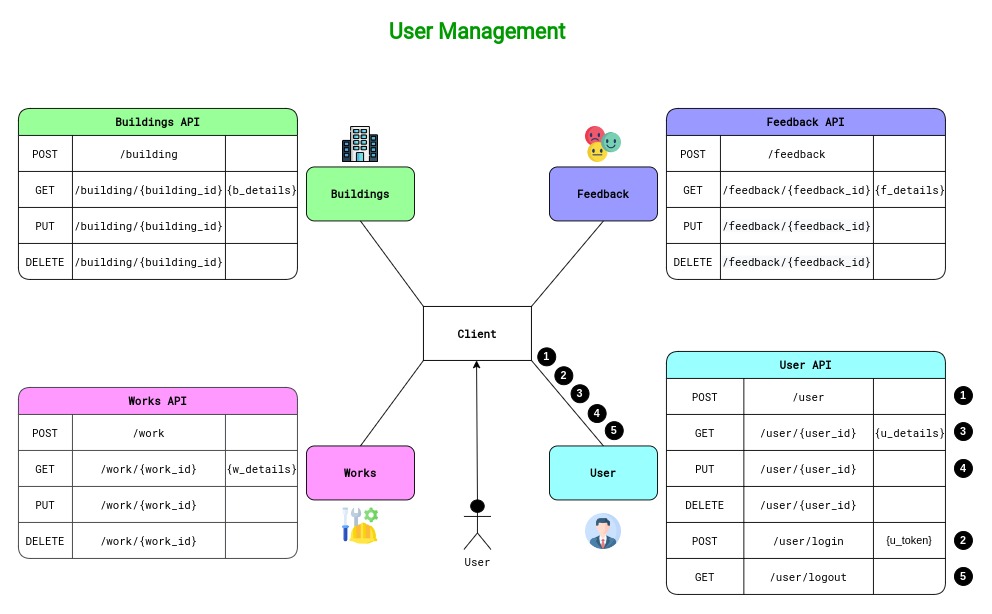 User Management
Buildings API
POST /building
GET /building/{building_id} {b_details}
PUT /building/{building_id}
DELETE /building/{building_id}
Buildings
Feedback
Feedback API
POST /feedback
GET /feedback/{feedback_id} {f_details}
PUT /feedback/{feedback_id}
DELETE /feedback/{feedback_id}
Client
1
2
3
4
5
Works API
POST /work
GET /work/{work_id} {w_details}
PUT /work/{work_id}
DELETE /work/{work_id}
Works
User
User
User API
POST /user 1
GET /user/{user_id} {u_details} 3
PUT /user/{user_id} 4
DELETE /user/{user_id}
POST /user/login {u_token} 2
GET /user/logout 5